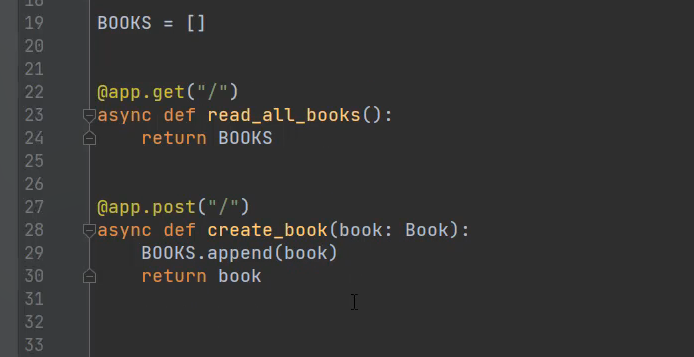 18
19 BOOKS = []
20
21
22 @app.get("/")
23 async def read_all_books():
24     return BOOKS
25
26
27 @app.post("/")
28 async def create_book(book: Book):
29     BOOKS.append(book)
30     return book
31
32
33